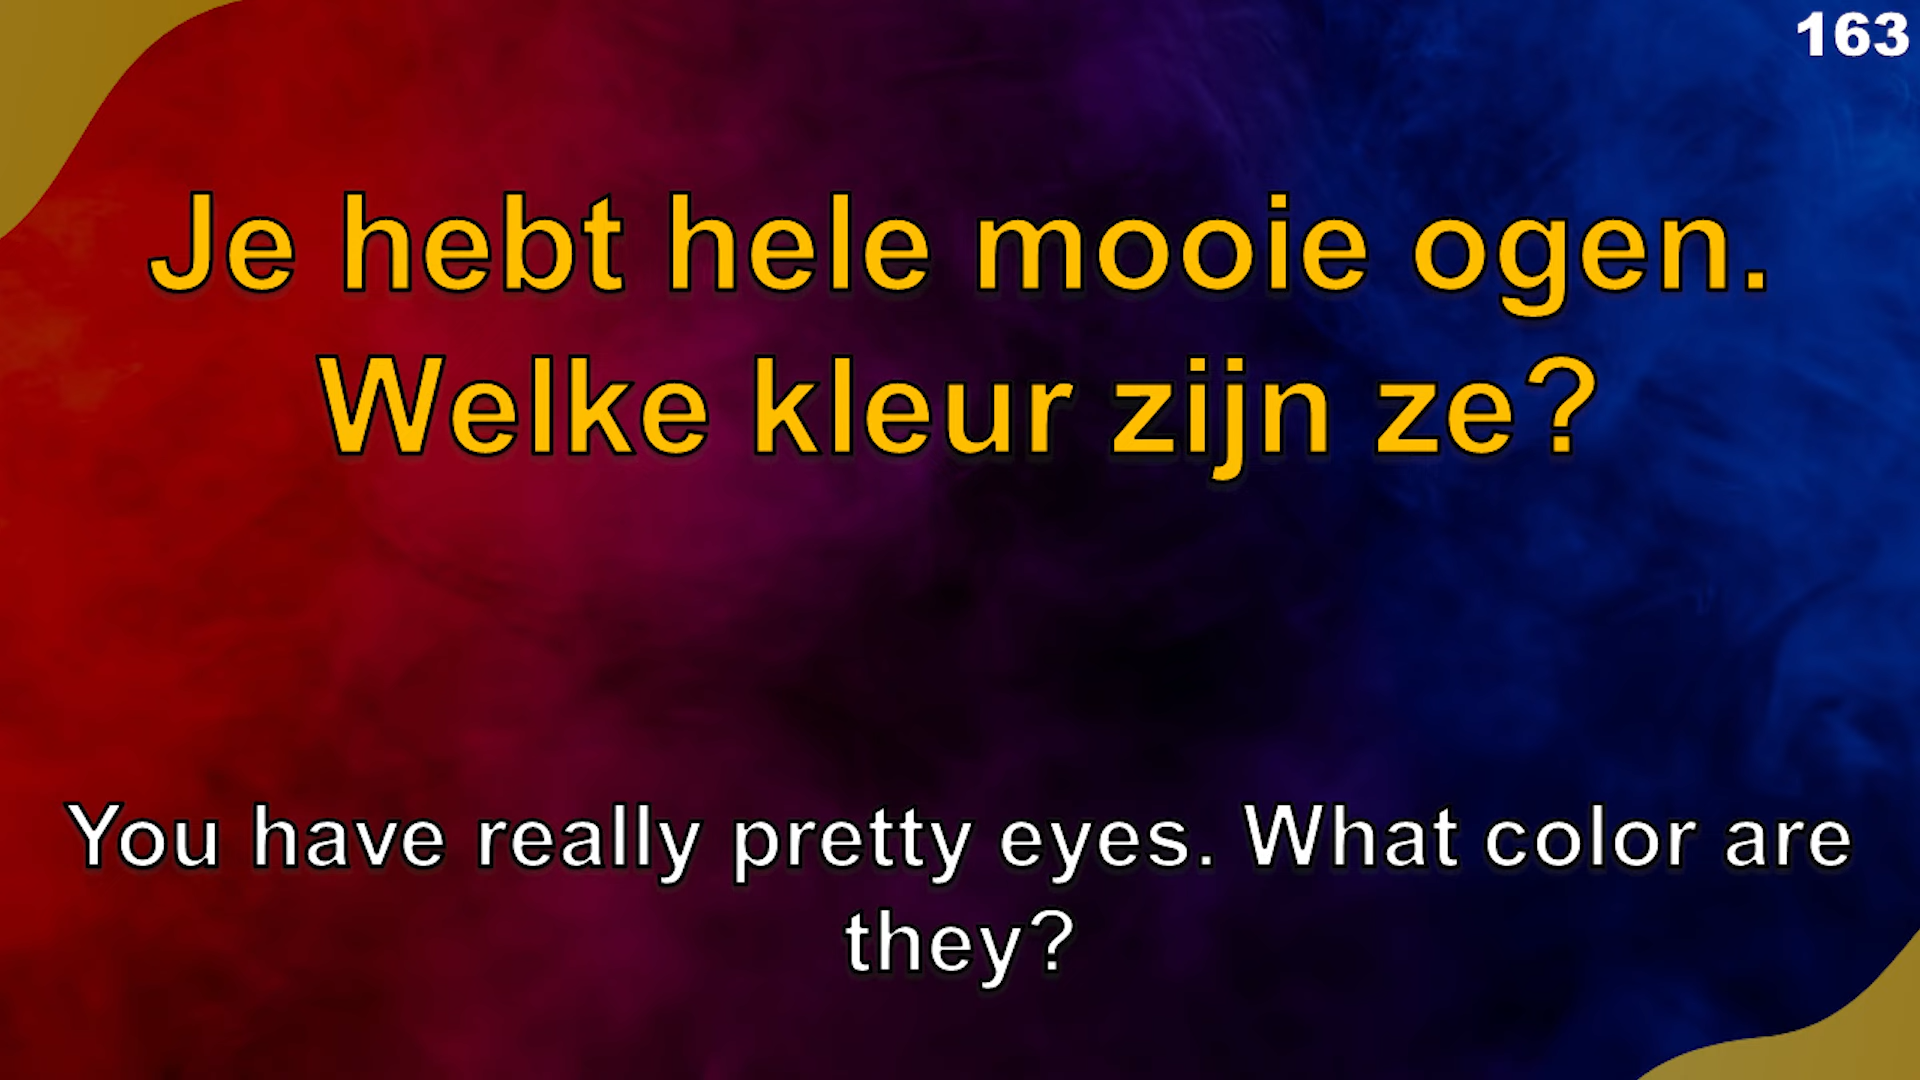 163
Je hebt hele mooie ogen.
Welke kleur zijn ze?
You have really pretty eyes. What color are
they?